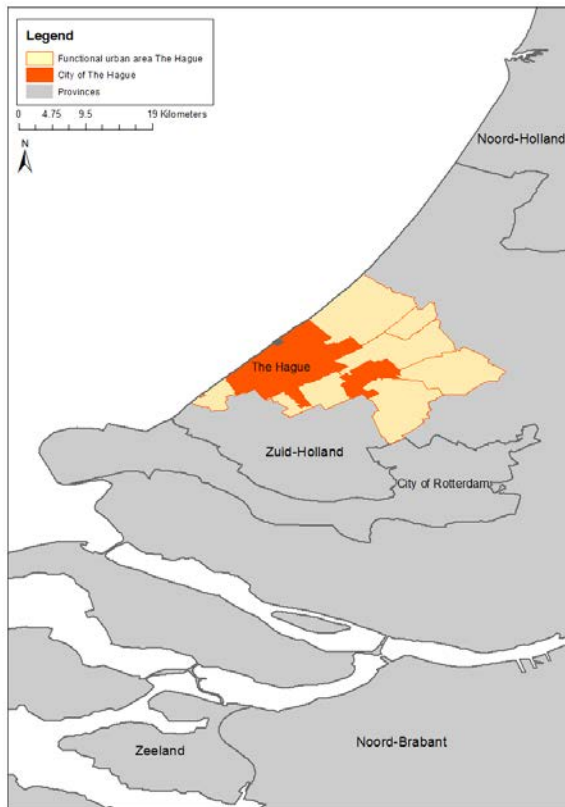 Legend
Functional urban area The Hague
City of The Hague
Provinces
0 4.75 9.5 19 Kilometers
N
Noord-Holland
The Hague
Zuid-Holland
City of Rotterdam
Zeeland
Noord-Brabant